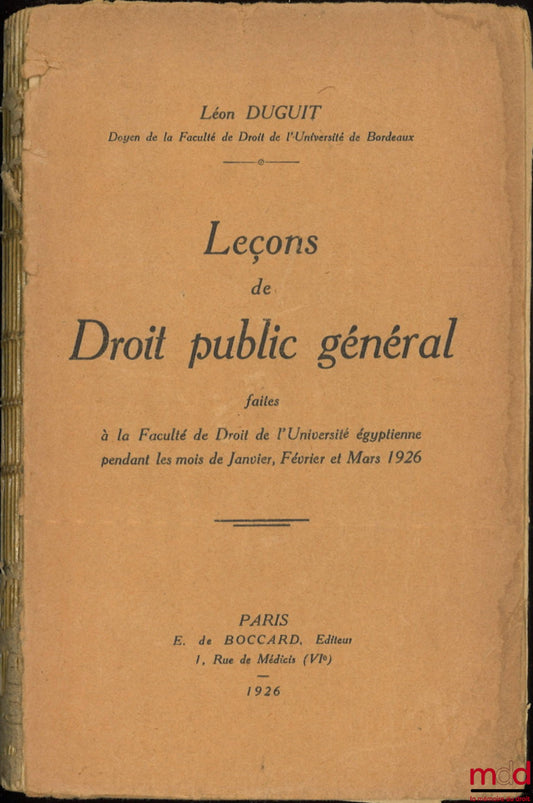 Léon DUGUIT
Doyen de la Faculté de Droit de l'Université de Bordeaux
Leçons
de
Droit public général
faites
à la Faculté de Droit de l'Université égyptienne
pendant les mois de Janvier, Février et Mars 1926
PARIS
E. de BOCCARD, Editeur
1, Rue de Médicis (VIe)
1926
mdd